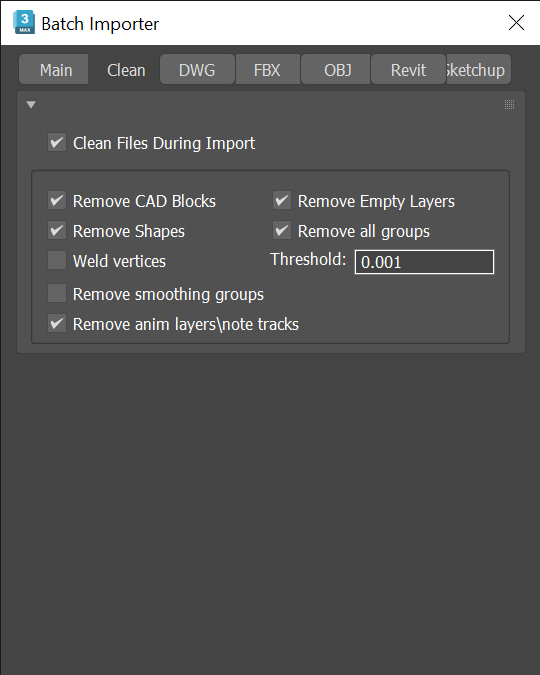 3
MAX
Batch Importer
Main Clean DWG FBX OBJ Revit Sketchup
Clean Files During Import
Remove CAD Blocks Remove Empty Layers
Remove Shapes Remove all groups
Weld vertices Threshold: 0.001
Remove smoothing groups
Remove anim layers\note tracks